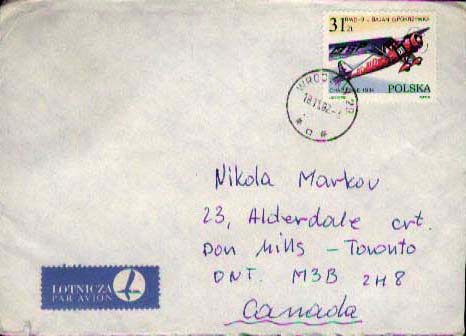 31 ZŁ
POLSKA
Nikola Markov
23, Alderdale crt.
Don Mills - Toronto
ONT. M3B 2H8
Canada
LOTNICZA
PAR AVION